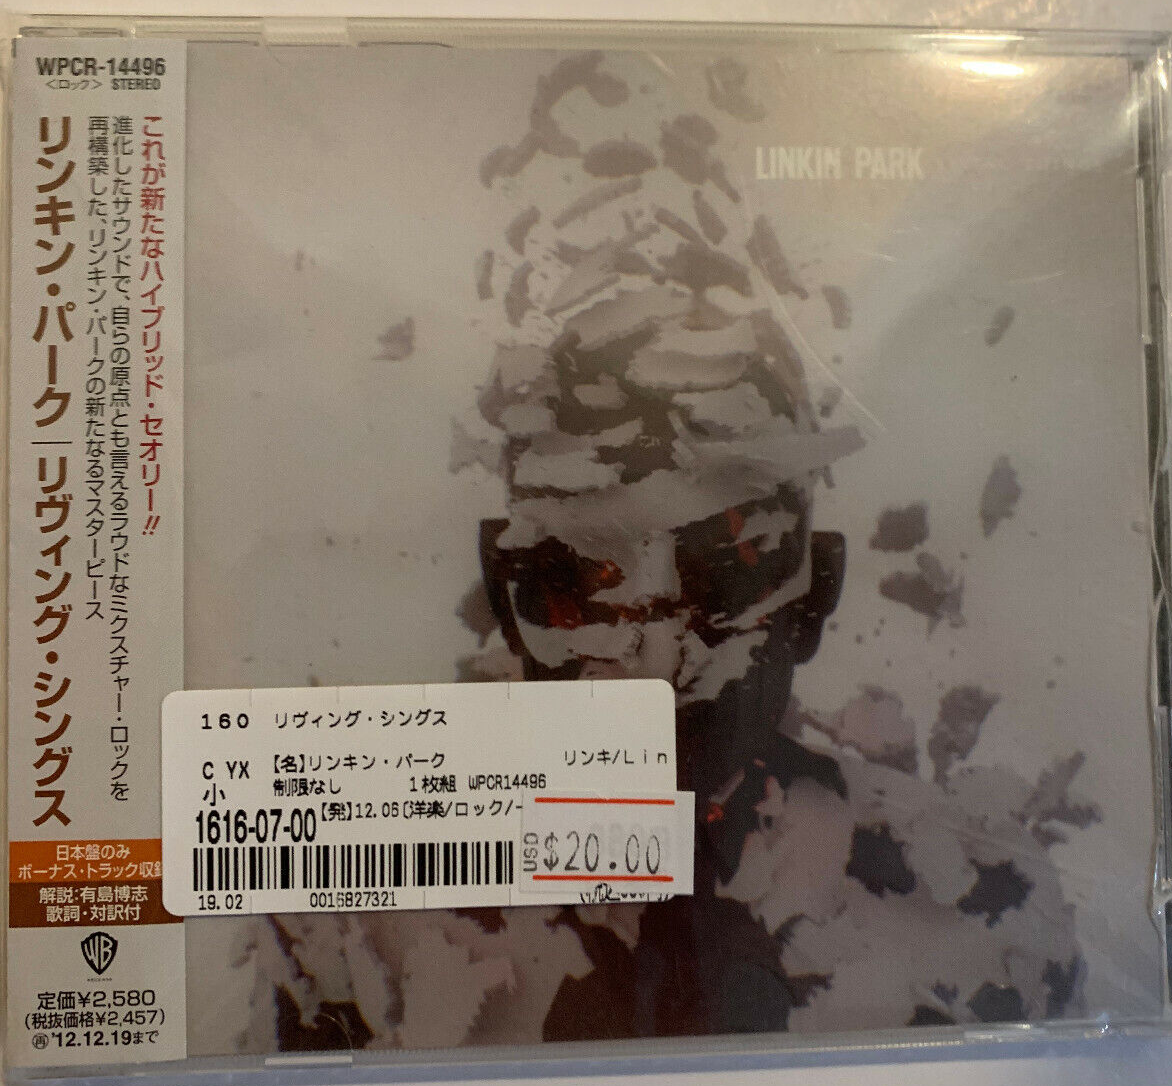 WPCR-14496
<ロック> STEREO
これが新たなハイブリッド・セオリー!!
進化したサウンドで、自らの原点とも言えるラウドなミクスチャー・ロックを
再構築した、リンキン・パークの新たなるマスターピース
リンキン・パーク|リヴィング・シングス
日本盤のみ
ボーナス・トラック収録
解説:有島博志
歌詞・対訳付
WB
定価¥2,580
(税抜価格¥2,457)
再'12.12.19まで
LINKIN PARK
160 リヴィング・シングス
C YX 【名】リンキン・パーク リンキ/Lin
小 制限なし 1枚組 WPCR14496
1616-07-00 【発】12.06〔洋楽/ロック/
USD $20.00
19.02 0016827321